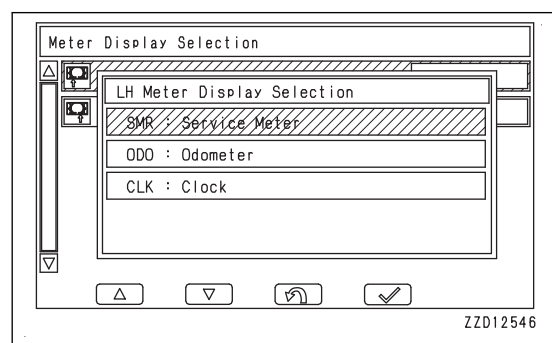 Meter Display Selection
LH Meter Display Selection
SMR : Service Meter
ODO : Odometer
CLK : Clock
ZZD12546